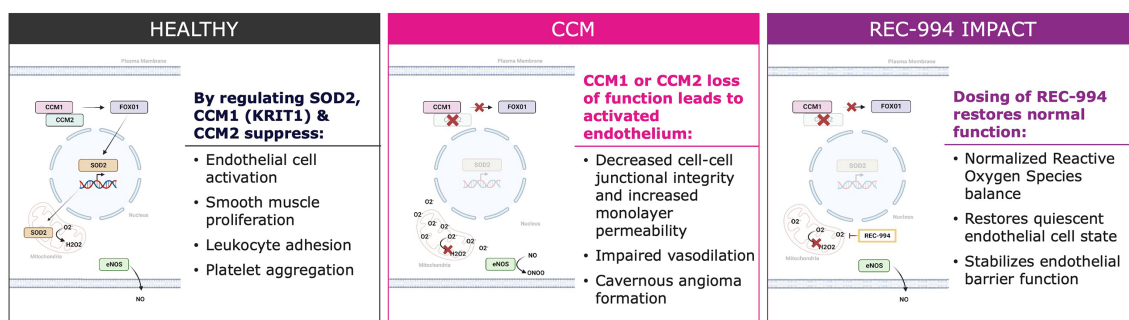 HEALTHY
Plasma Membrane
CCM1
FOX01
CCM2
SOD2
Nucleus
SOD2
O2⁻
H2O2
Mitochondria
eNOS
NO
By regulating SOD2,
CCM1 (KRIT1) &
CCM2 suppress:
• Endothelial cell
activation
• Smooth muscle
proliferation
• Leukocyte adhesion
• Platelet aggregation
CCM
Plasma Membrane
CCM1
FOX01
SOD2
Nucleus
O2⁻
O2⁻
O2⁻
O2⁻
O2⁻
O2⁻
H2O2
O2⁻
Mitochondria
eNOS
NO
ONOO
CCM1 or CCM2 loss
of function leads to
activated
endothelium:
• Decreased cell-cell
junctional integrity
and increased
monolayer
permeability
• Impaired vasodilation
• Cavernous angioma
formation
REC-994 IMPACT
Plasma Membrane
CCM1
FOX01
SOD2
Nucleus
O2⁻
O2⁻
O2⁻
O2⁻
REC-994
H2O2
Mitochondria
eNOS
NO
Dosing of REC-994
restores normal
function:
• Normalized Reactive
Oxygen Species
balance
• Restores quiescent
endothelial cell state
• Stabilizes endothelial
barrier function